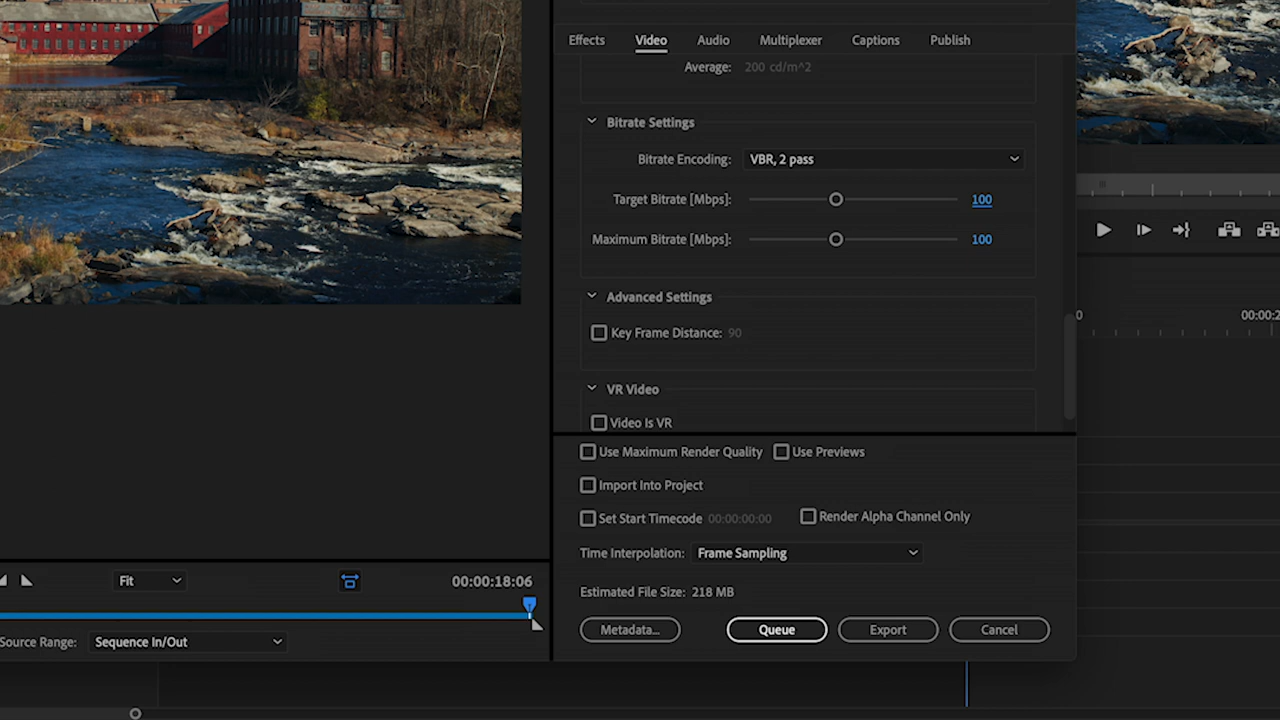 Effects Video Audio Multiplexer Captions Publish
Average: 200 cd/m^2
Bitrate Settings
Bitrate Encoding: VBR, 2 pass
Target Bitrate [Mbps]: 100
Maximum Bitrate [Mbps]: 100
Advanced Settings
Key Frame Distance: 90
VR Video
Video Is VR
Use Maximum Render Quality Use Previews
Import Into Project
Set Start Timecode 00:00:00:00 Render Alpha Channel Only
Time Interpolation: Frame Sampling
Estimated File Size: 218 MB
Metadata... Queue Export Cancel
Fit 00:00:18:06
Source Range: Sequence In/Out
0 00:00:2